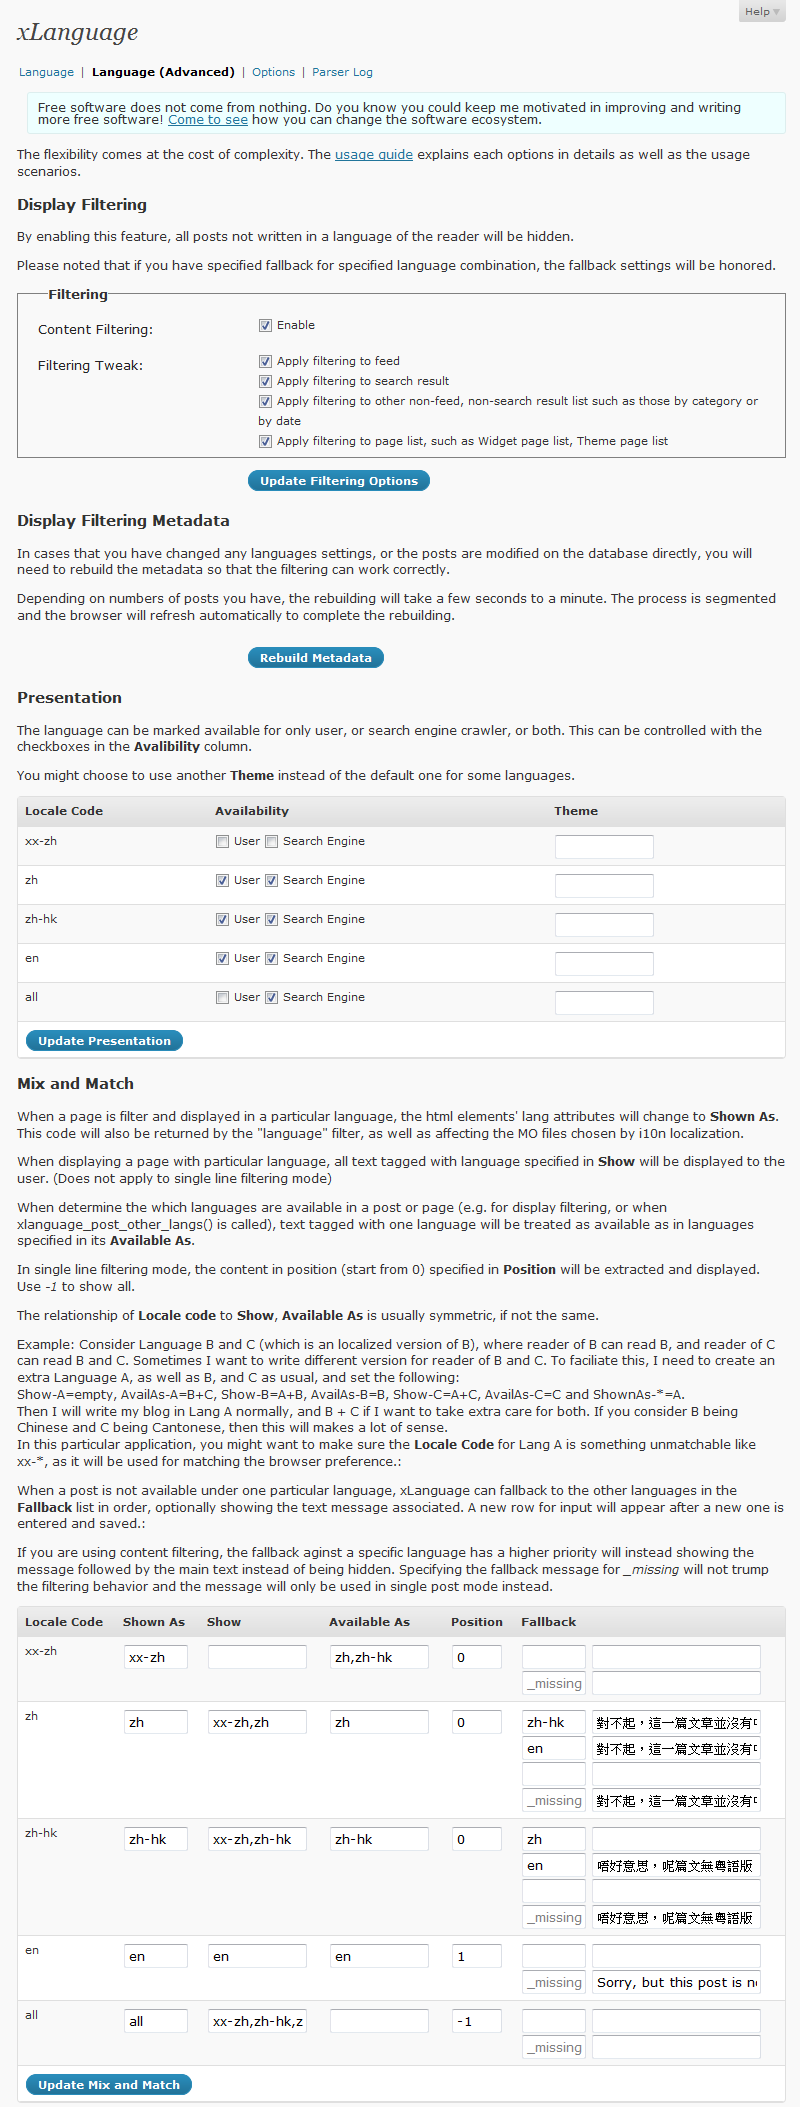 Help
xLanguage
Language | Language (Advanced) | Options | Parser Log
Free software does not come from nothing. Do you know you could keep me motivated in improving and writing
more free software! Come to see how you can change the software ecosystem.
The flexibility comes at the cost of complexity. The usage guide explains each options in details as well as the usage
scenarios.
Display Filtering
By enabling this feature, all posts not written in a language of the reader will be hidden.
Please noted that if you have specified fallback for specified language combination, the fallback settings will be honored.
Filtering
Content Filtering: Enable
Filtering Tweak: Apply filtering to feed
Apply filtering to search result
Apply filtering to other non-feed, non-search result list such as those by category or
by date
Apply filtering to page list, such as Widget page list, Theme page list
Update Filtering Options
Display Filtering Metadata
In cases that you have changed any languages settings, or the posts are modified on the database directly, you will
need to rebuild the metadata so that the filtering can work correctly.
Depending on numbers of posts you have, the rebuilding will take a few seconds to a minute. The process is segmented
and the browser will refresh automatically to complete the rebuilding.
Rebuild Metadata
Presentation
The language can be marked available for only user, or search engine crawler, or both. This can be controlled with the
checkboxes in the Avalibility column.
You might choose to use another Theme instead of the default one for some languages.
Locale Code Availability Theme
xx-zh User Search Engine
zh User Search Engine
zh-hk User Search Engine
en User Search Engine
all User Search Engine
Update Presentation
Mix and Match
When a page is filter and displayed in a particular language, the html elements' lang attributes will change to Shown As.
This code will also be returned by the "language" filter, as well as affecting the MO files chosen by i10n localization.
When displaying a page with particular language, all text tagged with language specified in Show will be displayed to the
user. (Does not apply to single line filtering mode)
When determine the which languages are available in a post or page (e.g. for display filtering, or when
xlanguage_post_other_langs() is called), text tagged with one language will be treated as available as in languages
specified in its Available As.
In single line filtering mode, the content in position (start from 0) specified in Position will be extracted and displayed.
Use -1 to show all.
The relationship of Locale code to Show, Available As is usually symmetric, if not the same.
Example: Consider Language B and C (which is an localized version of B), where reader of B can read B, and reader of C
can read B and C. Sometimes I want to write different version for reader of B and C. To faciliate this, I need to create an
extra Language A, as well as B, and C as usual, and set the following:
Show-A=empty, AvailAs-A=B+C, Show-B=A+B, AvailAs-B=B, Show-C=A+C, AvailAs-C=C and ShownAs-*=A.
Then I will write my blog in Lang A normally, and B + C if I want to take extra care for both. If you consider B being
Chinese and C being Cantonese, then this will makes a lot of sense.
In this particular application, you might want to make sure the Locale Code for Lang A is something unmatchable like
xx-*, as it will be used for matching the browser preference.:
When a post is not available under one particular language, xLanguage can fallback to the other languages in the
Fallback list in order, optionally showing the text message associated. A new row for input will appear after a new one is
entered and saved.:
If you are using content filtering, the fallback aginst a specific language has a higher priority will instead showing the
message followed by the main text instead of being hidden. Specifying the fallback message for _missing will not trump
the filtering behavior and the message will only be used in single post mode instead.
Locale Code Shown As Show Available As Position Fallback
xx-zh xx-zh zh,zh-hk 0
_missing
zh zh xx-zh,zh zh 0 zh-hk 對不起，這一篇文章並沒有
en 對不起，這一篇文章並沒有
_missing 對不起，這一篇文章並沒有
zh-hk zh-hk xx-zh,zh-hk zh-hk 0 zh
en 唔好意思，呢篇文無粵語版
_missing 唔好意思，呢篇文無粵語版
en en en en 1
_missing Sorry, but this post is n
all all xx-zh,zh-hk,z -1
_missing
Update Mix and Match